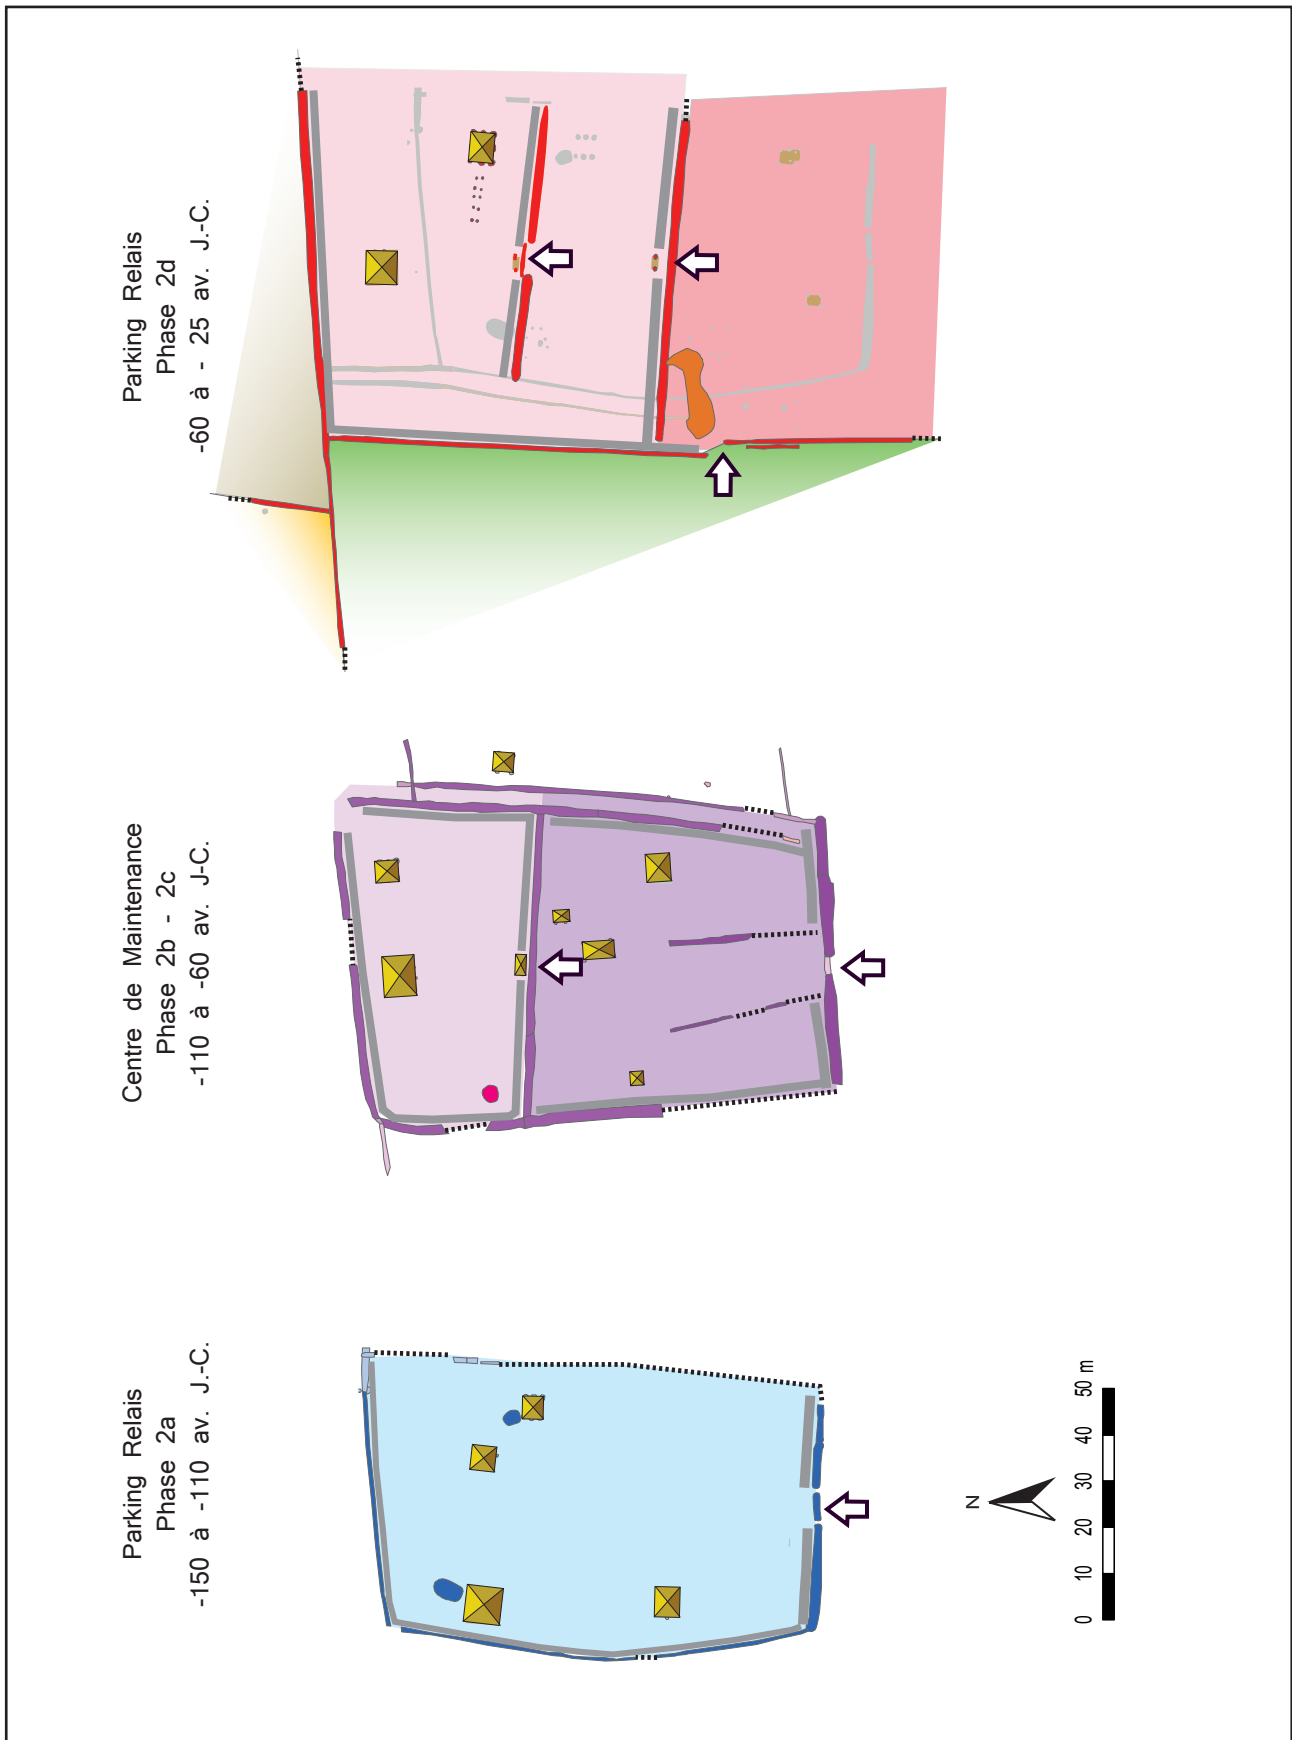 Parking Relais
Phase 2a
-150 à -110 av. J.-C.
Centre de Maintenance
Phase 2b - 2c
-110 à -60 av. J-C.
Parking Relais
Phase 2d
-60 à - 25 av. J.-C.
N
0 10 20 30 40 50 m